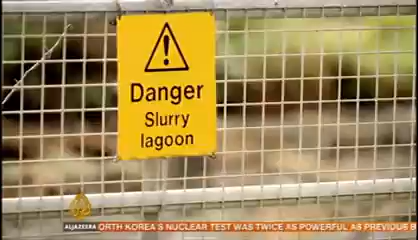 Danger
Slurry
lagoon
ALJAZEERA
ORTH KOREA'S NUCLEAR TEST WAS TWICE AS POWERFUL AS PREVIOUS